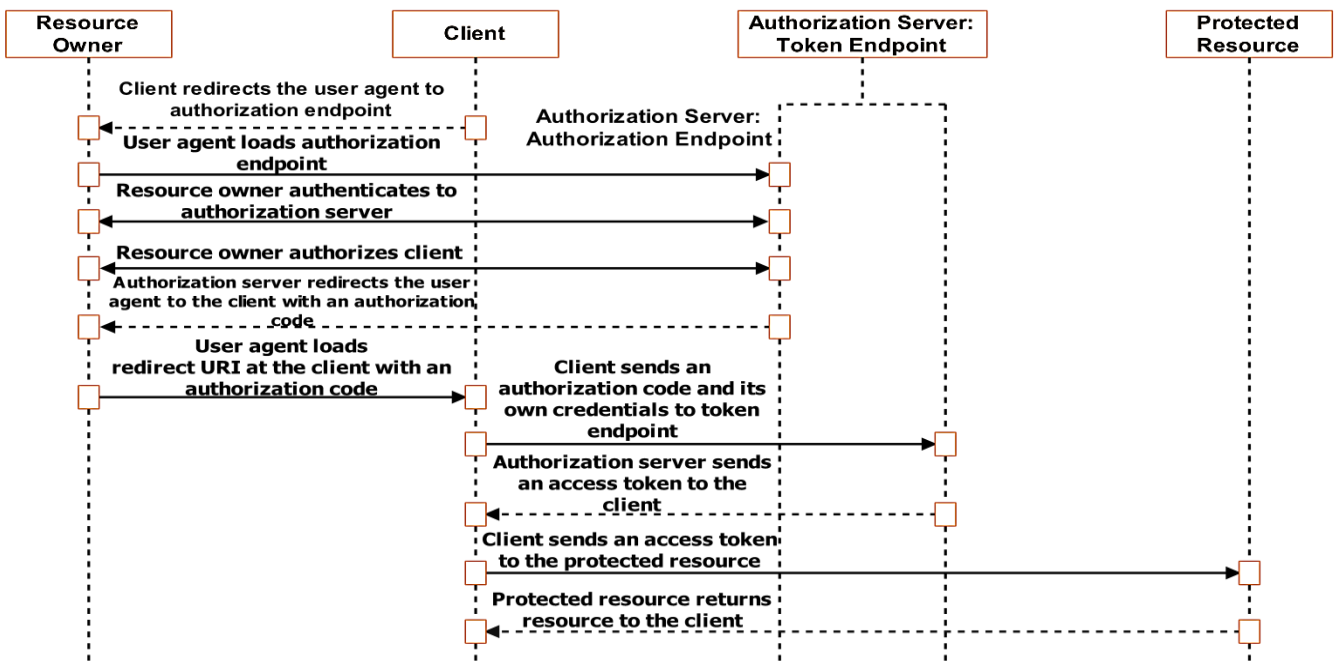 Resource
Owner
Client
Authorization Server:
Token Endpoint
Protected
Resource
Client redirects the user agent to
authorization endpoint
Authorization Server:
Authorization Endpoint
User agent loads authorization
endpoint
Resource owner authenticates to
authorization server
Resource owner authorizes client
Authorization server redirects the user
agent to the client with an authorization
code
User agent loads
redirect URI at the client with an
authorization code
Client sends an
authorization code and its
own credentials to token
endpoint
Authorization server sends
an access token to the
client
Client sends an access token
to the protected resource
Protected resource returns
resource to the client